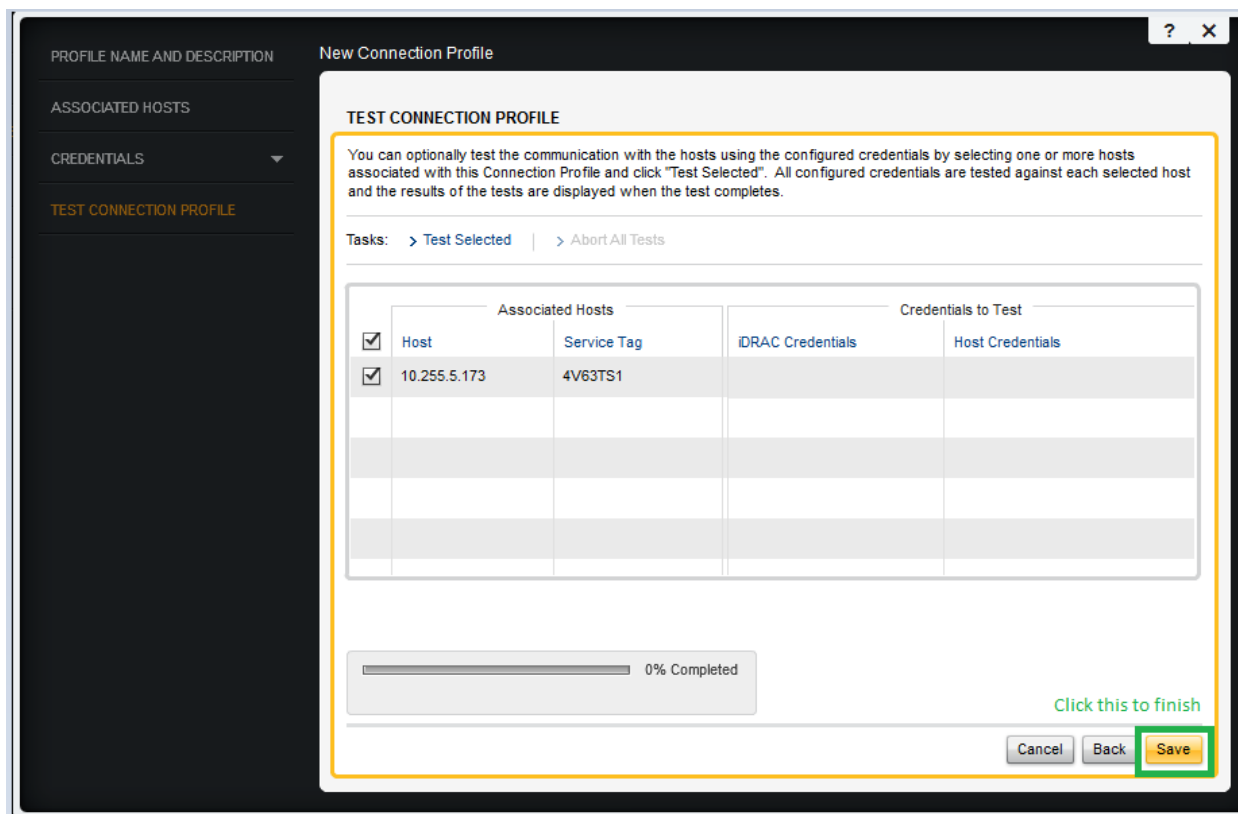 ? X
PROFILE NAME AND DESCRIPTION
ASSOCIATED HOSTS
CREDENTIALS
TEST CONNECTION PROFILE
New Connection Profile
TEST CONNECTION PROFILE
You can optionally test the communication with the hosts using the configured credentials by selecting one or more hosts
associated with this Connection Profile and click "Test Selected". All configured credentials are tested against each selected host
and the results of the tests are displayed when the test completes.
Tasks: > Test Selected | > Abort All Tests
Associated Hosts Credentials to Test
Host Service Tag iDRAC Credentials Host Credentials
10.255.5.173 4V63TS1
0% Completed
Click this to finish
Cancel Back Save